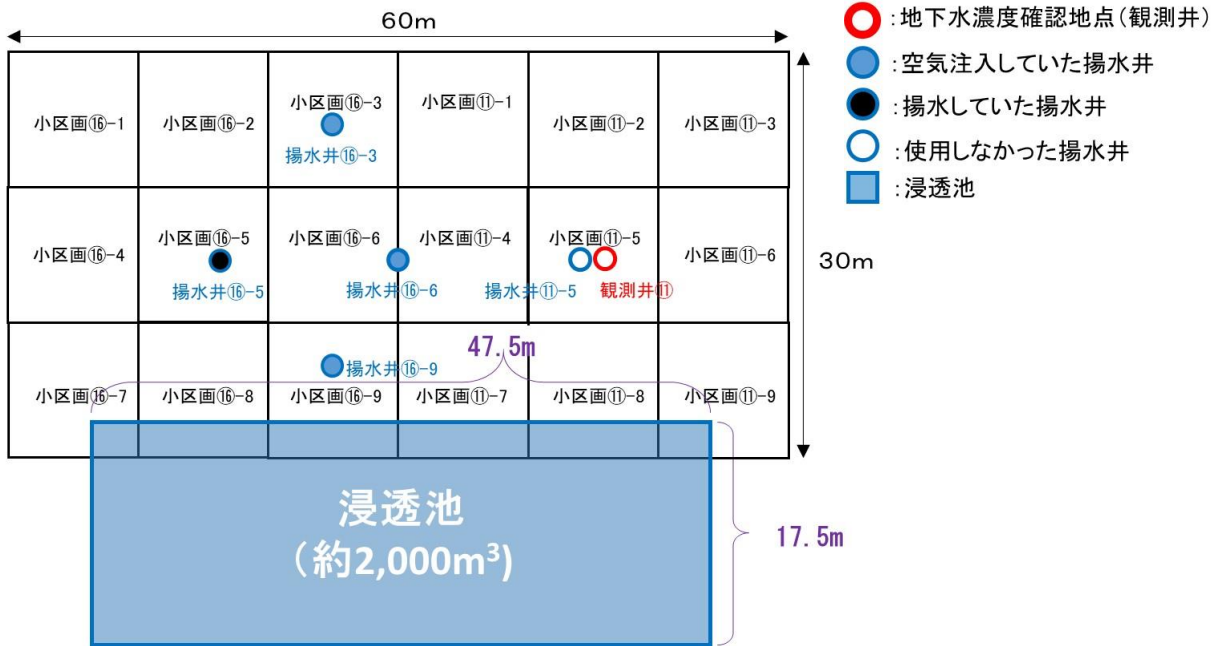 60m
:地下水濃度確認地点(観測井)
:空気注入していた揚水井
:揚水していた揚水井
:使用しなかった揚水井
:浸透池
小区画⑯-1
小区画⑯-2
小区画⑯-3
小区画⑪-1
小区画⑪-2
小区画⑪-3
揚水井⑯-3
小区画⑯-4
小区画⑯-5
小区画⑯-6
小区画⑪-4
小区画⑪-5
小区画⑪-6
30m
揚水井⑯-5
揚水井⑯-6
揚水井⑪-5
観測井⑪
47.5m
揚水井⑯-9
小区画⑯-7
小区画⑯-8
小区画⑯-9
小区画⑪-7
小区画⑪-8
小区画⑪-9
浸透池
(約2,000m³)
17.5m